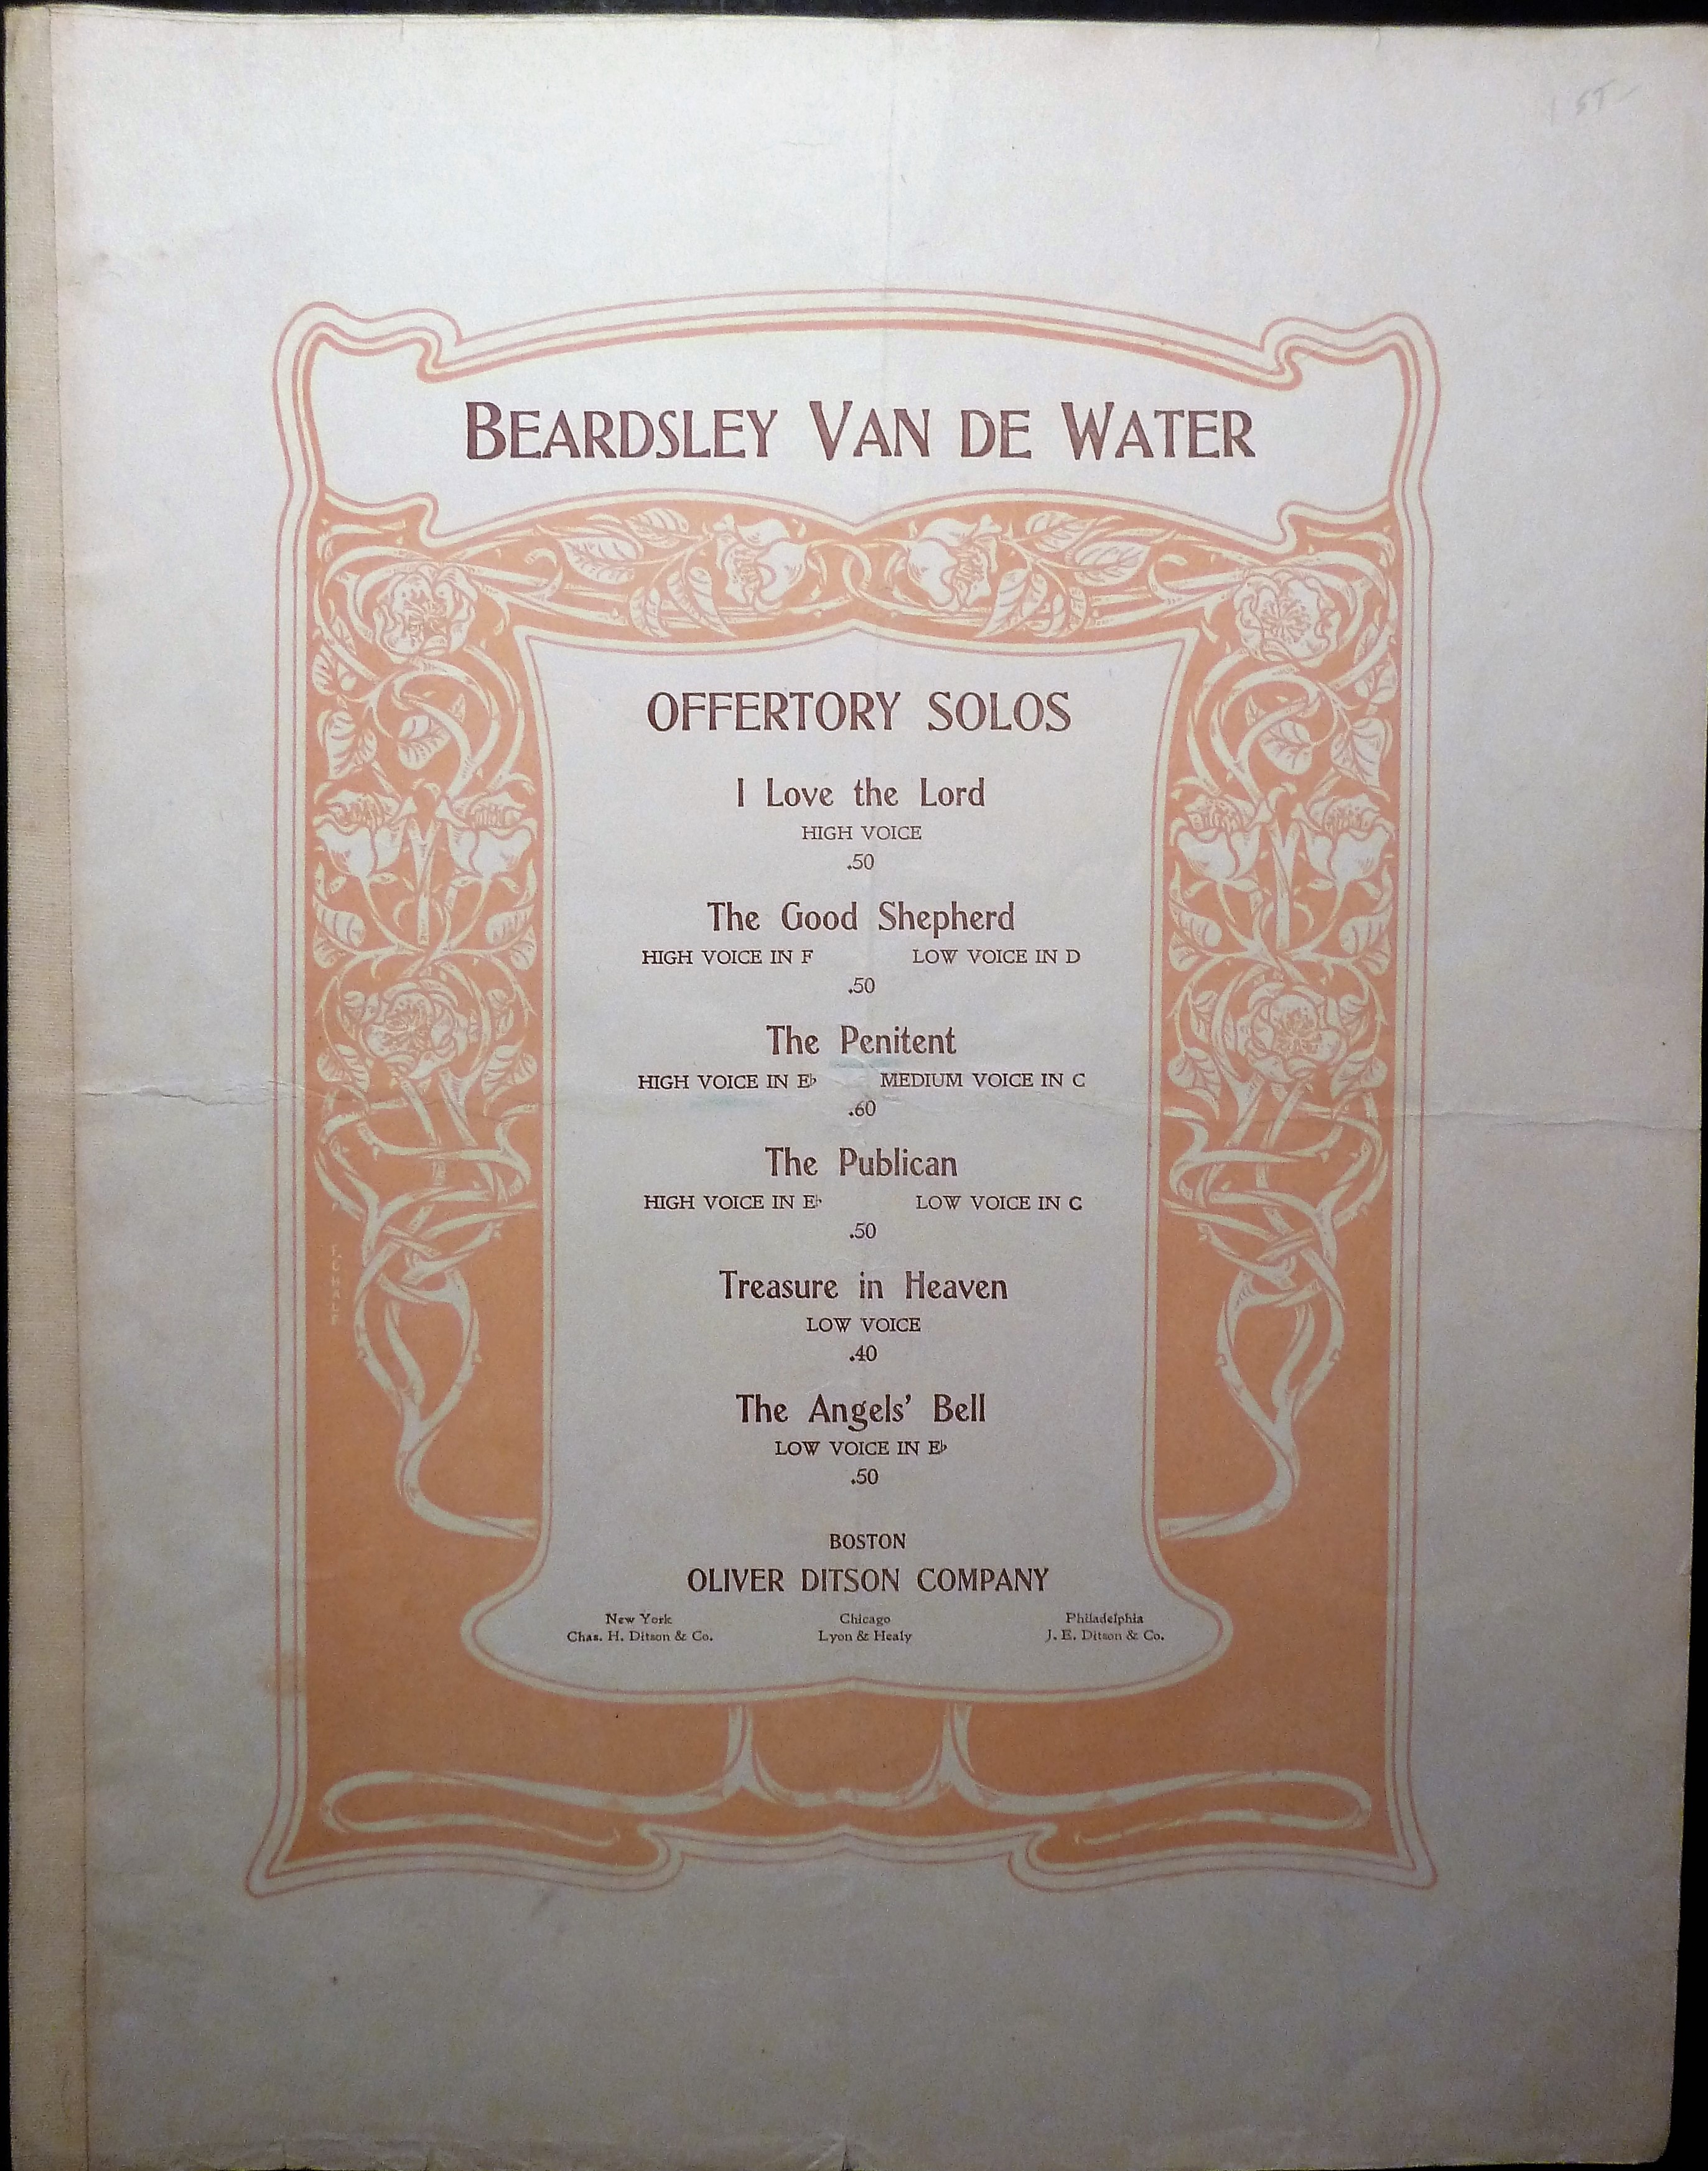 BEARDSLEY VAN DE WATER
OFFERTORY SOLOS
I Love the Lord
HIGH VOICE
.50
The Good Shepherd
HIGH VOICE IN F LOW VOICE IN D
.50
The Penitent
HIGH VOICE IN E♭ MEDIUM VOICE IN C
.60
The Publican
HIGH VOICE IN E♭ LOW VOICE IN C
.50
Treasure in Heaven
LOW VOICE
.40
The Angels' Bell
LOW VOICE IN E♭
.50
BOSTON
OLIVER DITSON COMPANY
New York Chicago Philadelphia
Chas. H. Ditson & Co. Lyon & Healy J. E. Ditson & Co.